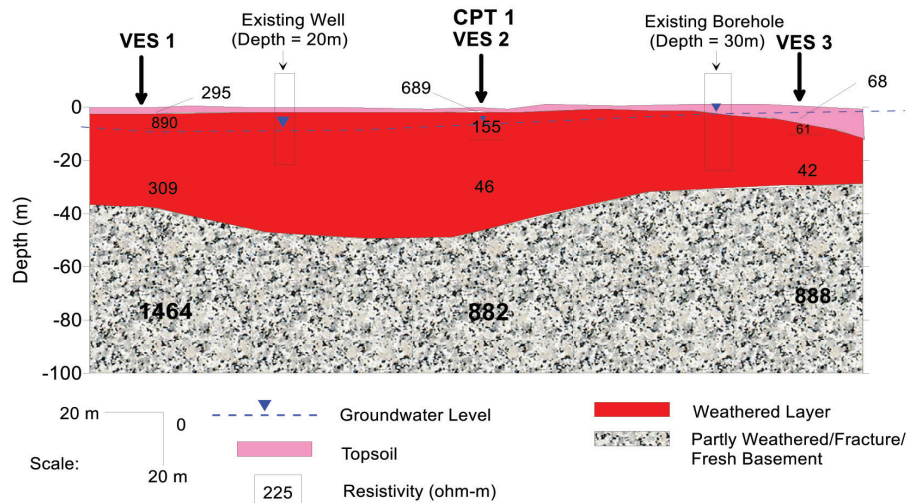 Existing Well
(Depth = 20m)
CPT 1
VES 2
Existing Borehole
(Depth = 30m)
VES 1
VES 3
295
689
68
0
890
155
61
-20
309
46
42
-40
Depth (m)
-60
1464
882
888
-80
-100
20 m
0
Scale:
20 m
Groundwater Level
Topsoil
225
Resistivity (ohm-m)
Weathered Layer
Partly Weathered/Fracture/
Fresh Basement